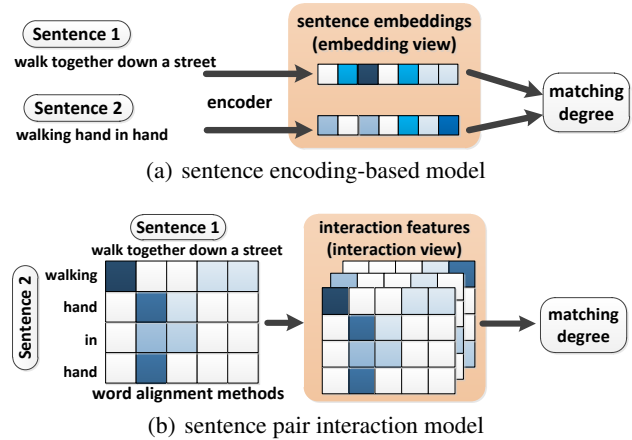 Sentence 1
walk together down a street
Sentence 2
walking hand in hand
encoder
sentence embeddings
(embedding view)
matching
degree
(a) sentence encoding-based model
Sentence 1
walk together down a street
Sentence 2
walking
hand
in
hand
word alignment methods
interaction features
(interaction view)
matching
degree
(b) sentence pair interaction model